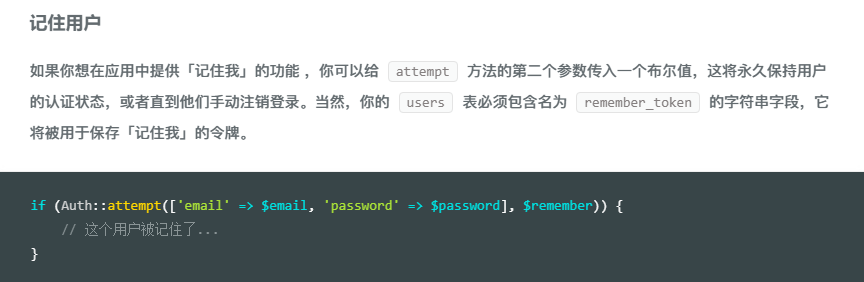 记住用户
如果你想在应用中提供「记住我」的功能 ，你可以给 attempt 方法的第二个参数传入一个布尔值，这将永久保持用户
的认证状态，或者直到他们手动注销登录。当然，你的 users 表必须包含名为 remember_token 的字符串字段，它
将被用于保存「记住我」的令牌。
if (Auth::attempt(['email' => $email, 'password' => $password], $remember)) {
    // 这个用户被记住了...
}